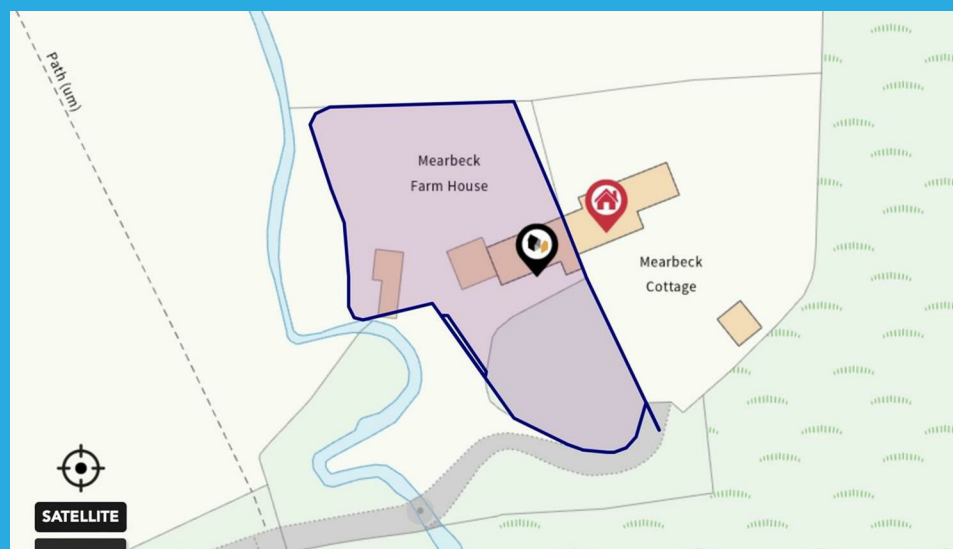 Path (um)
Mearbeck
Farm House
Mearbeck
Cottage
SATELLITE